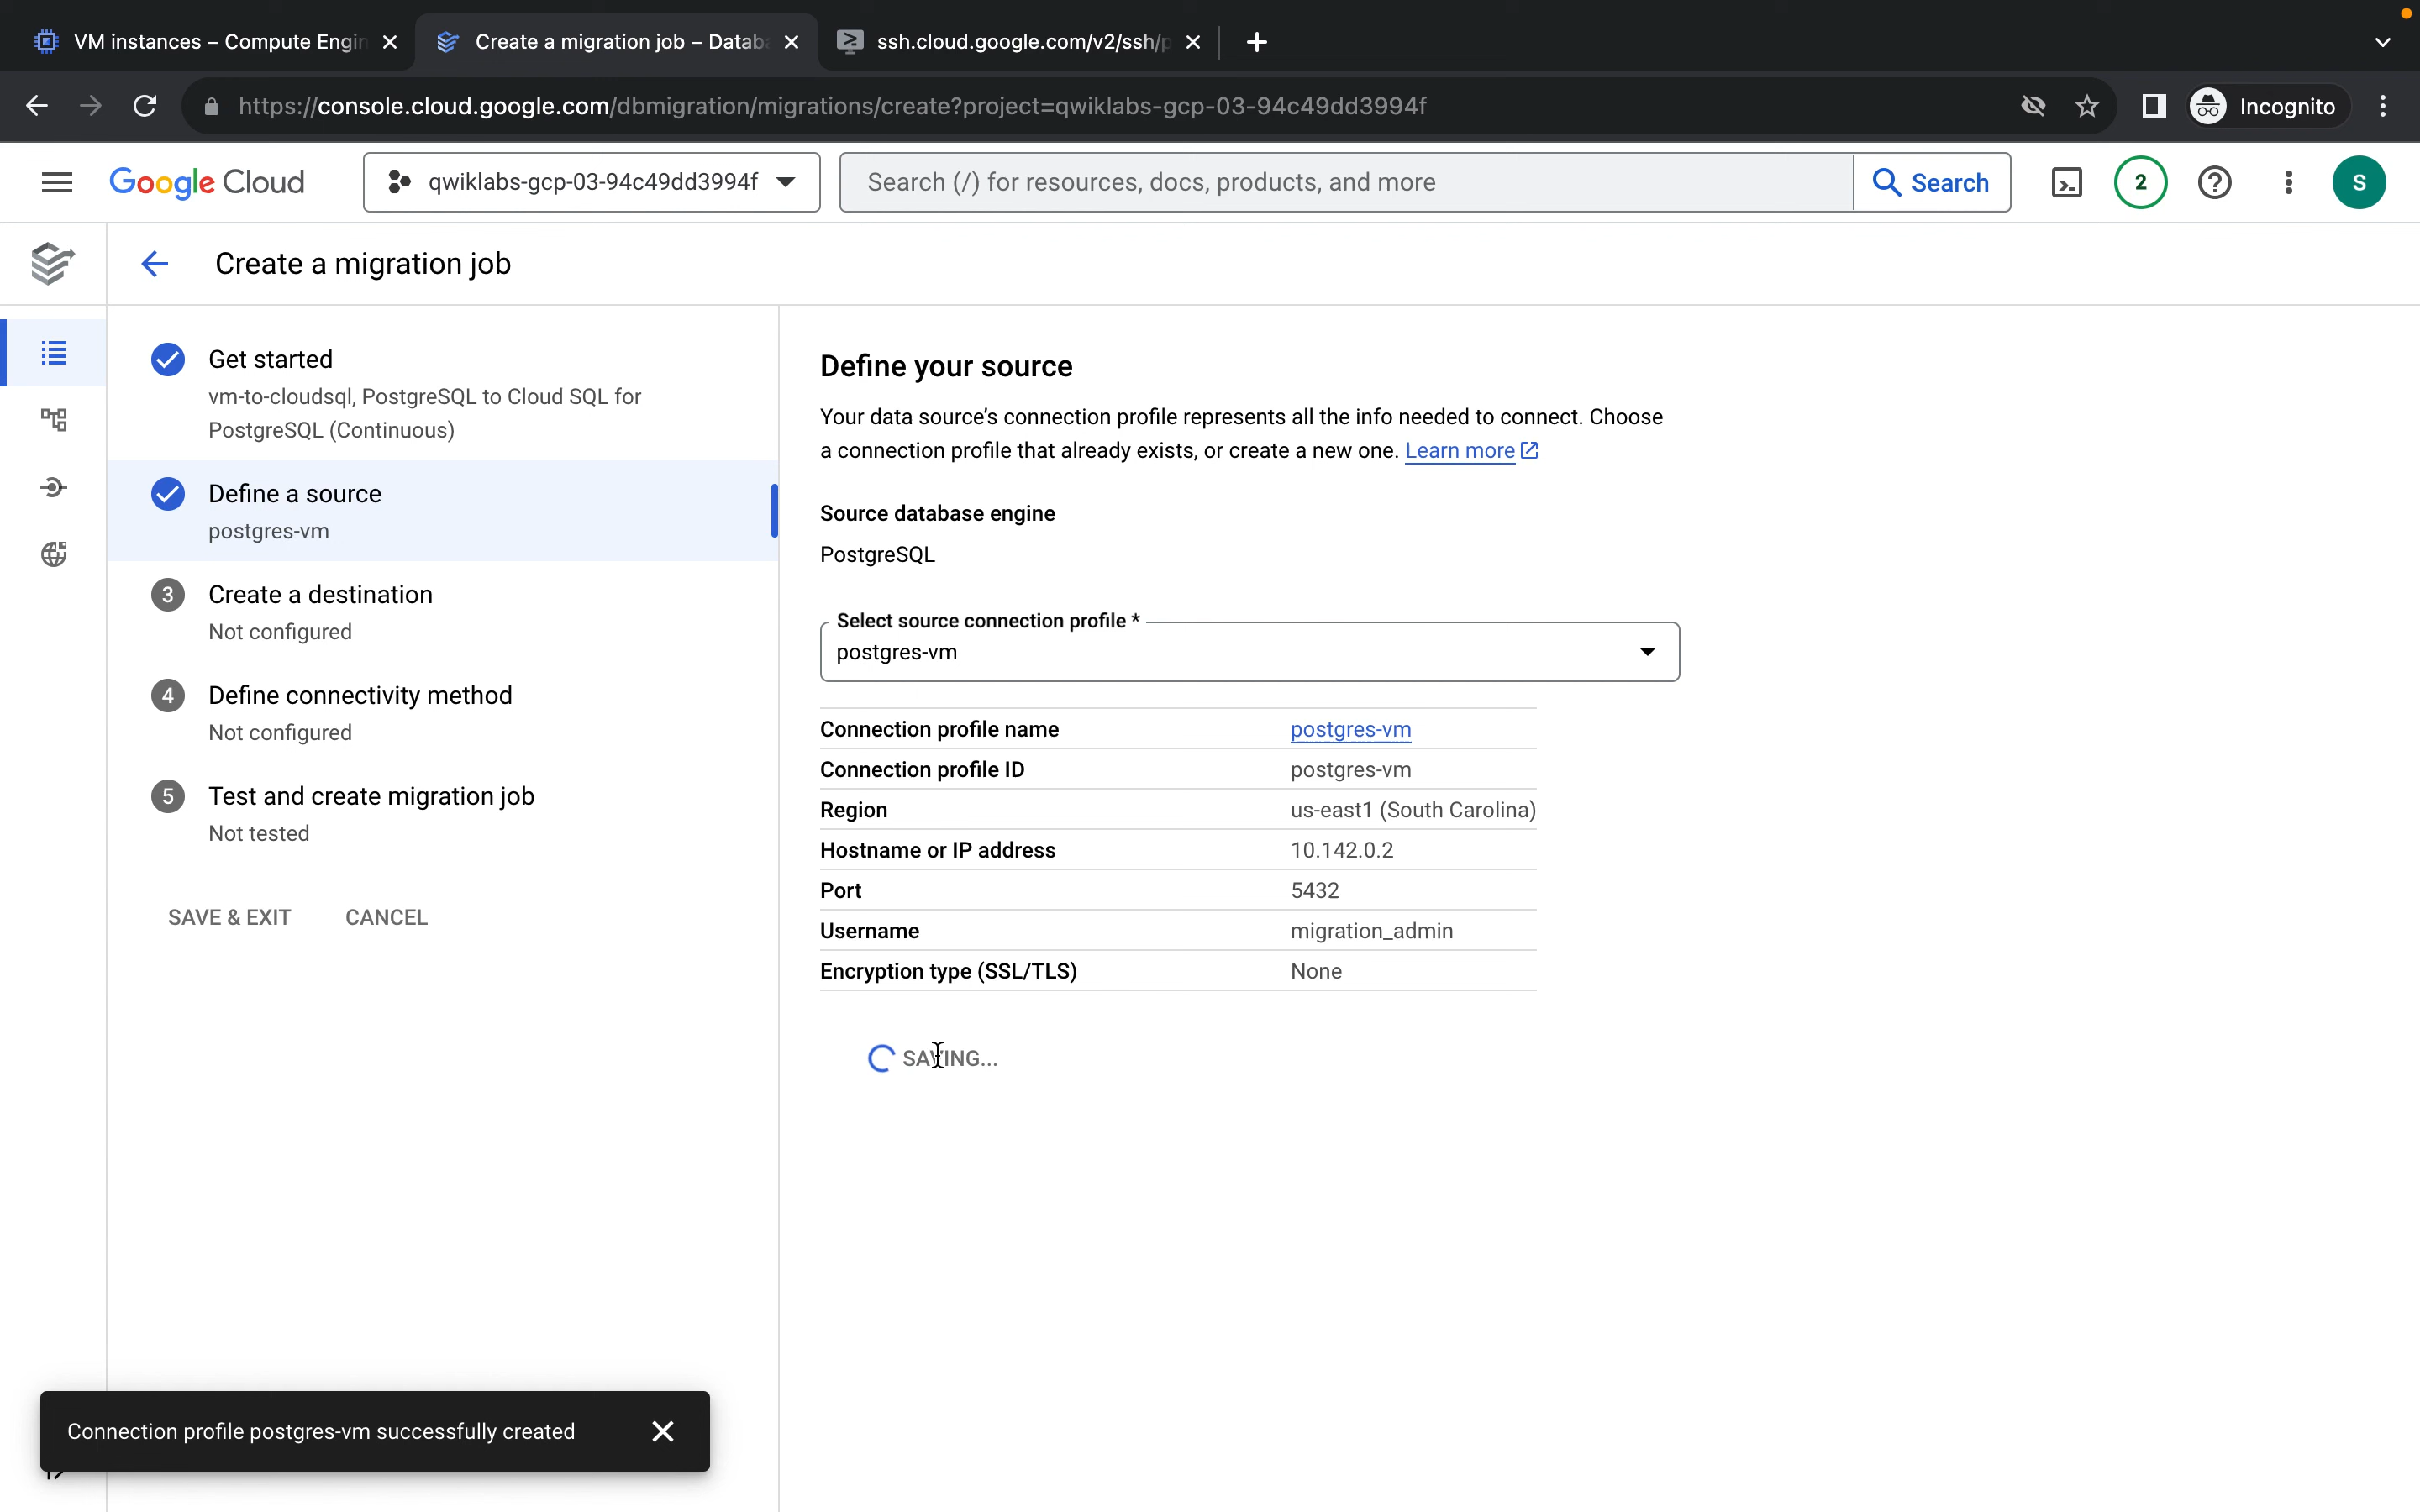 VM instances – Compute Engin
Create a migration job – Datab
ssh.cloud.google.com/v2/ssh/p
https://console.cloud.google.com/dbmigration/migrations/create?project=qwiklabs-gcp-03-94c49dd3994f
Incognito
Google Cloud
qwiklabs-gcp-03-94c49dd3994f
Search (/) for resources, docs, products, and more
Search
2
S
Create a migration job
Get started
vm-to-cloudsql, PostgreSQL to Cloud SQL for
PostgreSQL (Continuous)
Define a source
postgres-vm
3 Create a destination
Not configured
4 Define connectivity method
Not configured
5 Test and create migration job
Not tested
SAVE & EXIT
CANCEL
Define your source
Your data source's connection profile represents all the info needed to connect. Choose
a connection profile that already exists, or create a new one. Learn more
Source database engine
PostgreSQL
Select source connection profile *
postgres-vm
Connection profile name postgres-vm
Connection profile ID postgres-vm
Region us-east1 (South Carolina)
Hostname or IP address 10.142.0.2
Port 5432
Username migration_admin
Encryption type (SSL/TLS) None
SAVING...
Connection profile postgres-vm successfully created